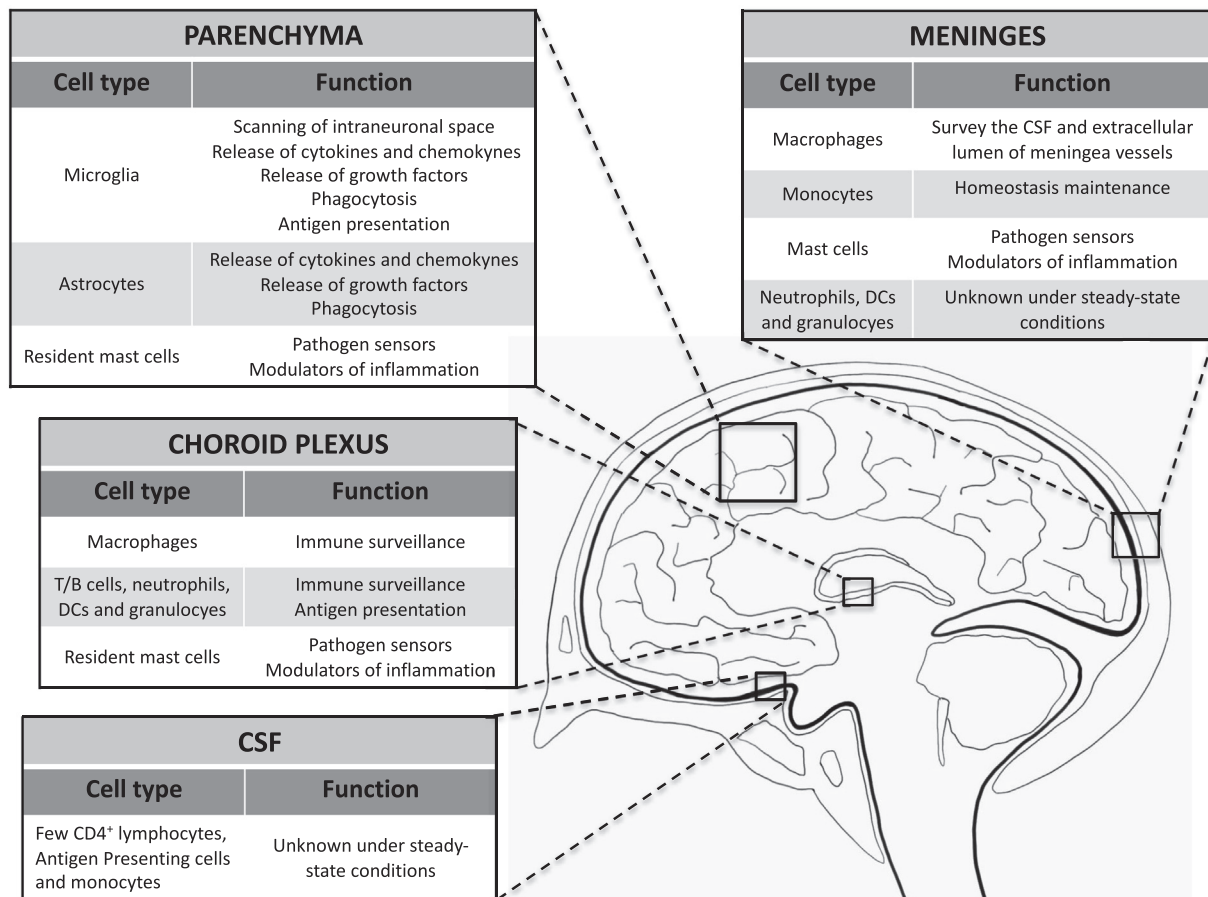 PARENCHYMA
Cell type Function
Microglia
Scanning of intraneuronal space
Release of cytokines and chemokynes
Release of growth factors
Phagocytosis
Antigen presentation
Astrocytes
Release of cytokines and chemokynes
Release of growth factors
Phagocytosis
Resident mast cells
Pathogen sensors
Modulators of inflammation
MENINGES
Cell type Function
Macrophages
Survey the CSF and extracellular
lumen of meningea vessels
Monocytes
Homeostasis maintenance
Mast cells
Pathogen sensors
Modulators of inflammation
Neutrophils, DCs
and granulocyes
Unknown under steady-state
conditions
CHOROID PLEXUS
Cell type Function
Macrophages
Immune surveillance
T/B cells, neutrophils,
DCs and granulocyes
Immune surveillance
Antigen presentation
Resident mast cells
Pathogen sensors
Modulators of inflammation
CSF
Cell type Function
Few CD4⁺ lymphocytes,
Antigen Presenting cells
and monocytes
Unknown under steady-
state conditions